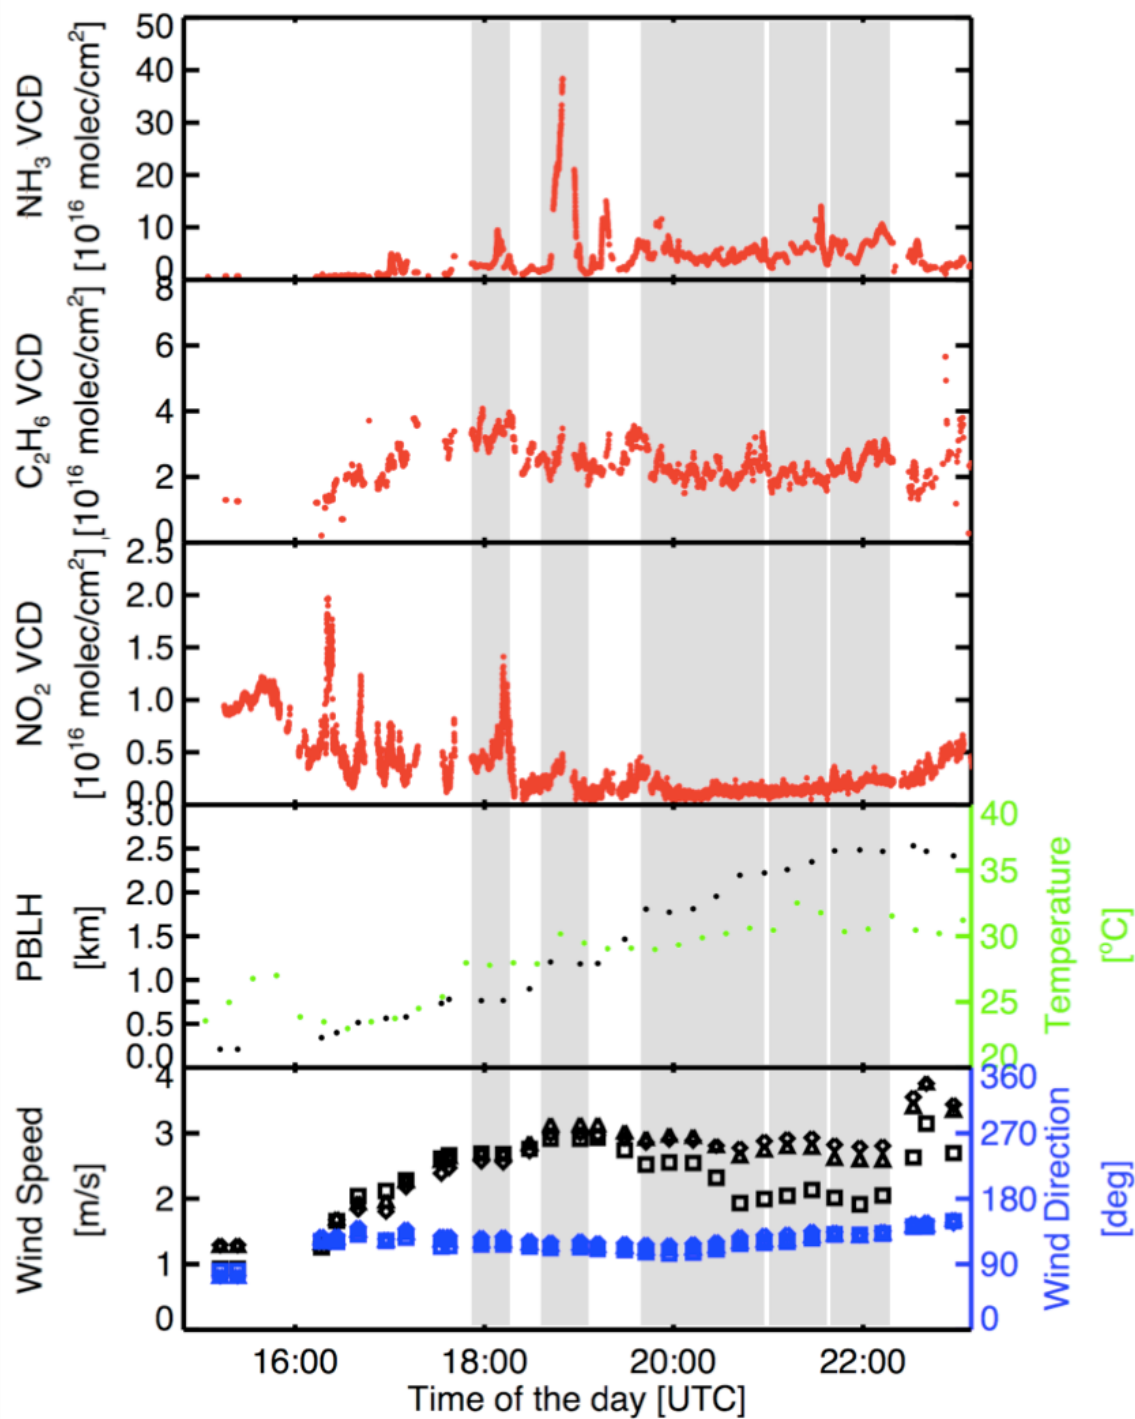 NH3 VCD
[10^16 molec/cm^2]
50
40
30
20
10
0
C2H6 VCD
[10^16 molec/cm^2]
8
6
4
2
0
NO2 VCD
[10^16 molec/cm^2]
2.5
2.0
1.5
1.0
0.5
0.0
PBLH
[km]
3.0
2.5
2.0
1.5
1.0
0.5
0.0
40
35
30
25
20
Temperature
[°C]
Wind Speed
[m/s]
4
3
2
1
0
360
270
180
90
0
Wind Direction
[deg]
16:00 18:00 20:00 22:00
Time of the day [UTC]